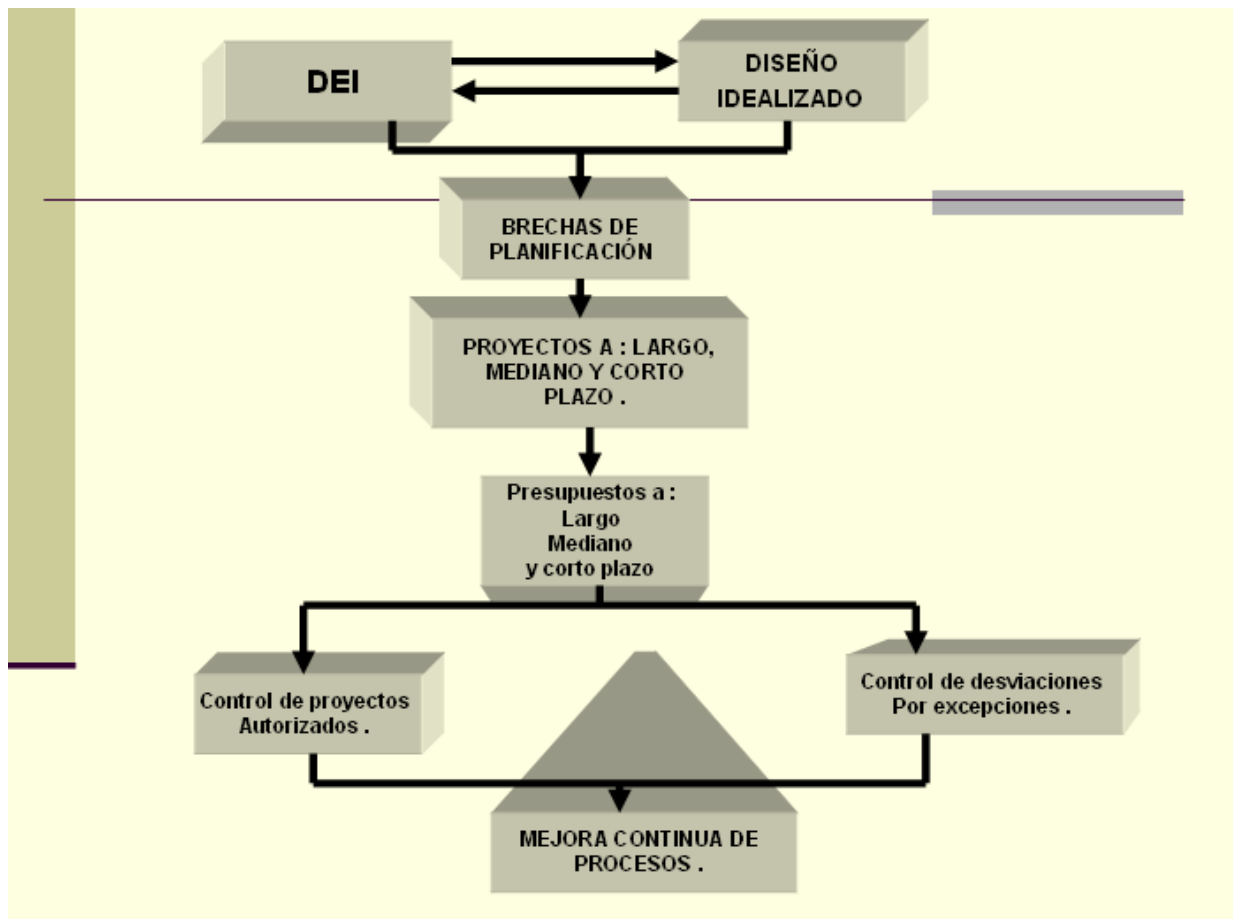 DEI
DISEÑO
IDEALIZADO
BRECHAS DE
PLANIFICACIÓN
PROYECTOS A : LARGO,
MEDIANO Y CORTO
PLAZO .
Presupuestos a :
Largo
Mediano
y corto plazo
Control de proyectos
Autorizados .
Control de desviaciones
Por excepciones .
MEJORA CONTINUA DE
PROCESOS .